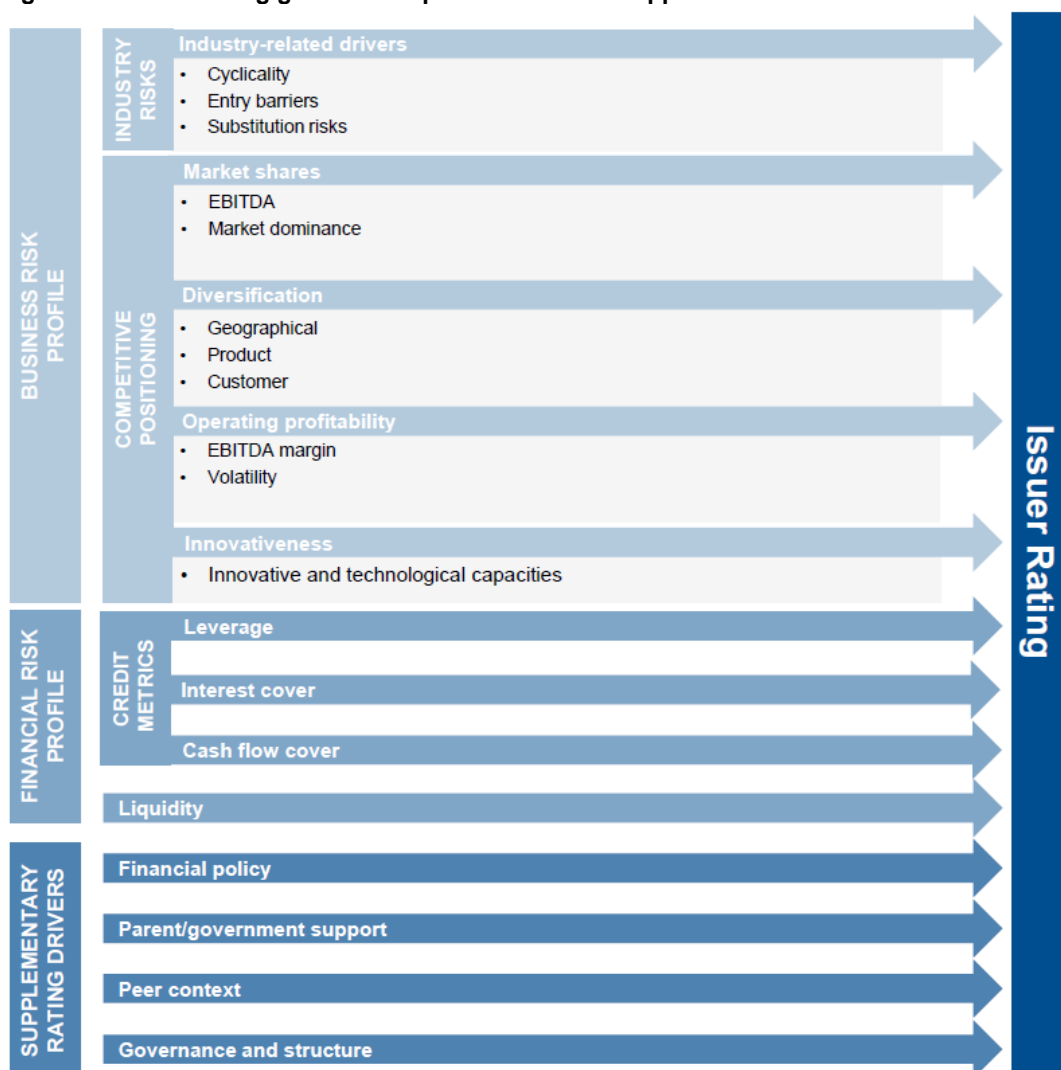 INDUSTRY
RISKS
Industry-related drivers
• Cyclicality
• Entry barriers
• Substitution risks
BUSINESS RISK
PROFILE
COMPETITIVE
POSITIONING
Market shares
• EBITDA
• Market dominance
Diversification
• Geographical
• Product
• Customer
Operating profitability
• EBITDA margin
• Volatility
Innovativeness
• Innovative and technological capacities
FINANCIAL RISK
PROFILE
CREDIT
METRICS
Leverage
Interest cover
Cash flow cover
Liquidity
SUPPLEMENTARY
RATING DRIVERS
Financial policy
Parent/government support
Peer context
Governance and structure
Issuer Rating